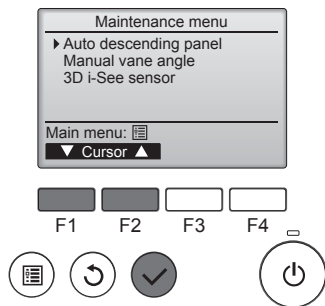 Maintenance menu
Auto descending panel
Manual vane angle
3D i-See sensor
Main menu:
▼ Cursor ▲
F1 F2 F3 F4